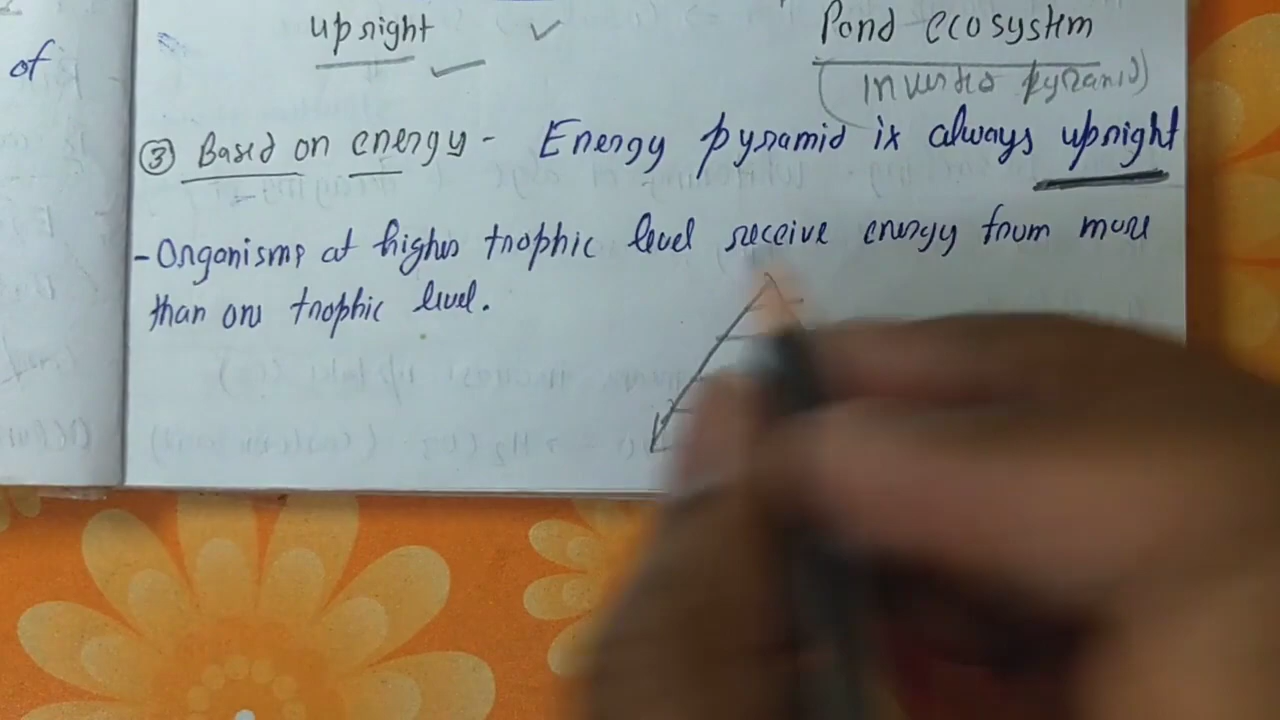 of
upright
Pond ecosystem
(Inverted pyramid)
③ Based on energy - Energy pyramid is always upright
- Organisms at higher trophic level receive energy from more
than one trophic level.